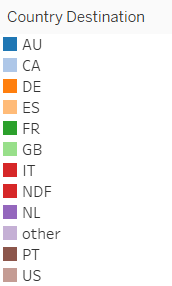 Country Destination
AU
CA
DE
ES
FR
GB
IT
NDF
NL
other
PT
US